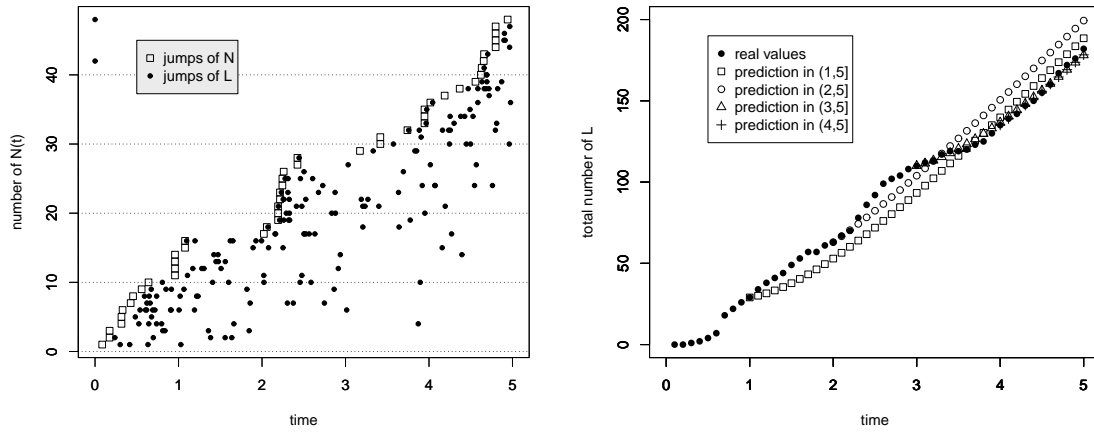 number of N(t)
0
10
20
30
40
jumps of N
jumps of L
0
1
2
3
4
5
time
total number of L
0
50
100
150
200
real values
prediction in (1,5]
prediction in (2,5]
prediction in (3,5]
prediction in (4,5]
0
1
2
3
4
5
time